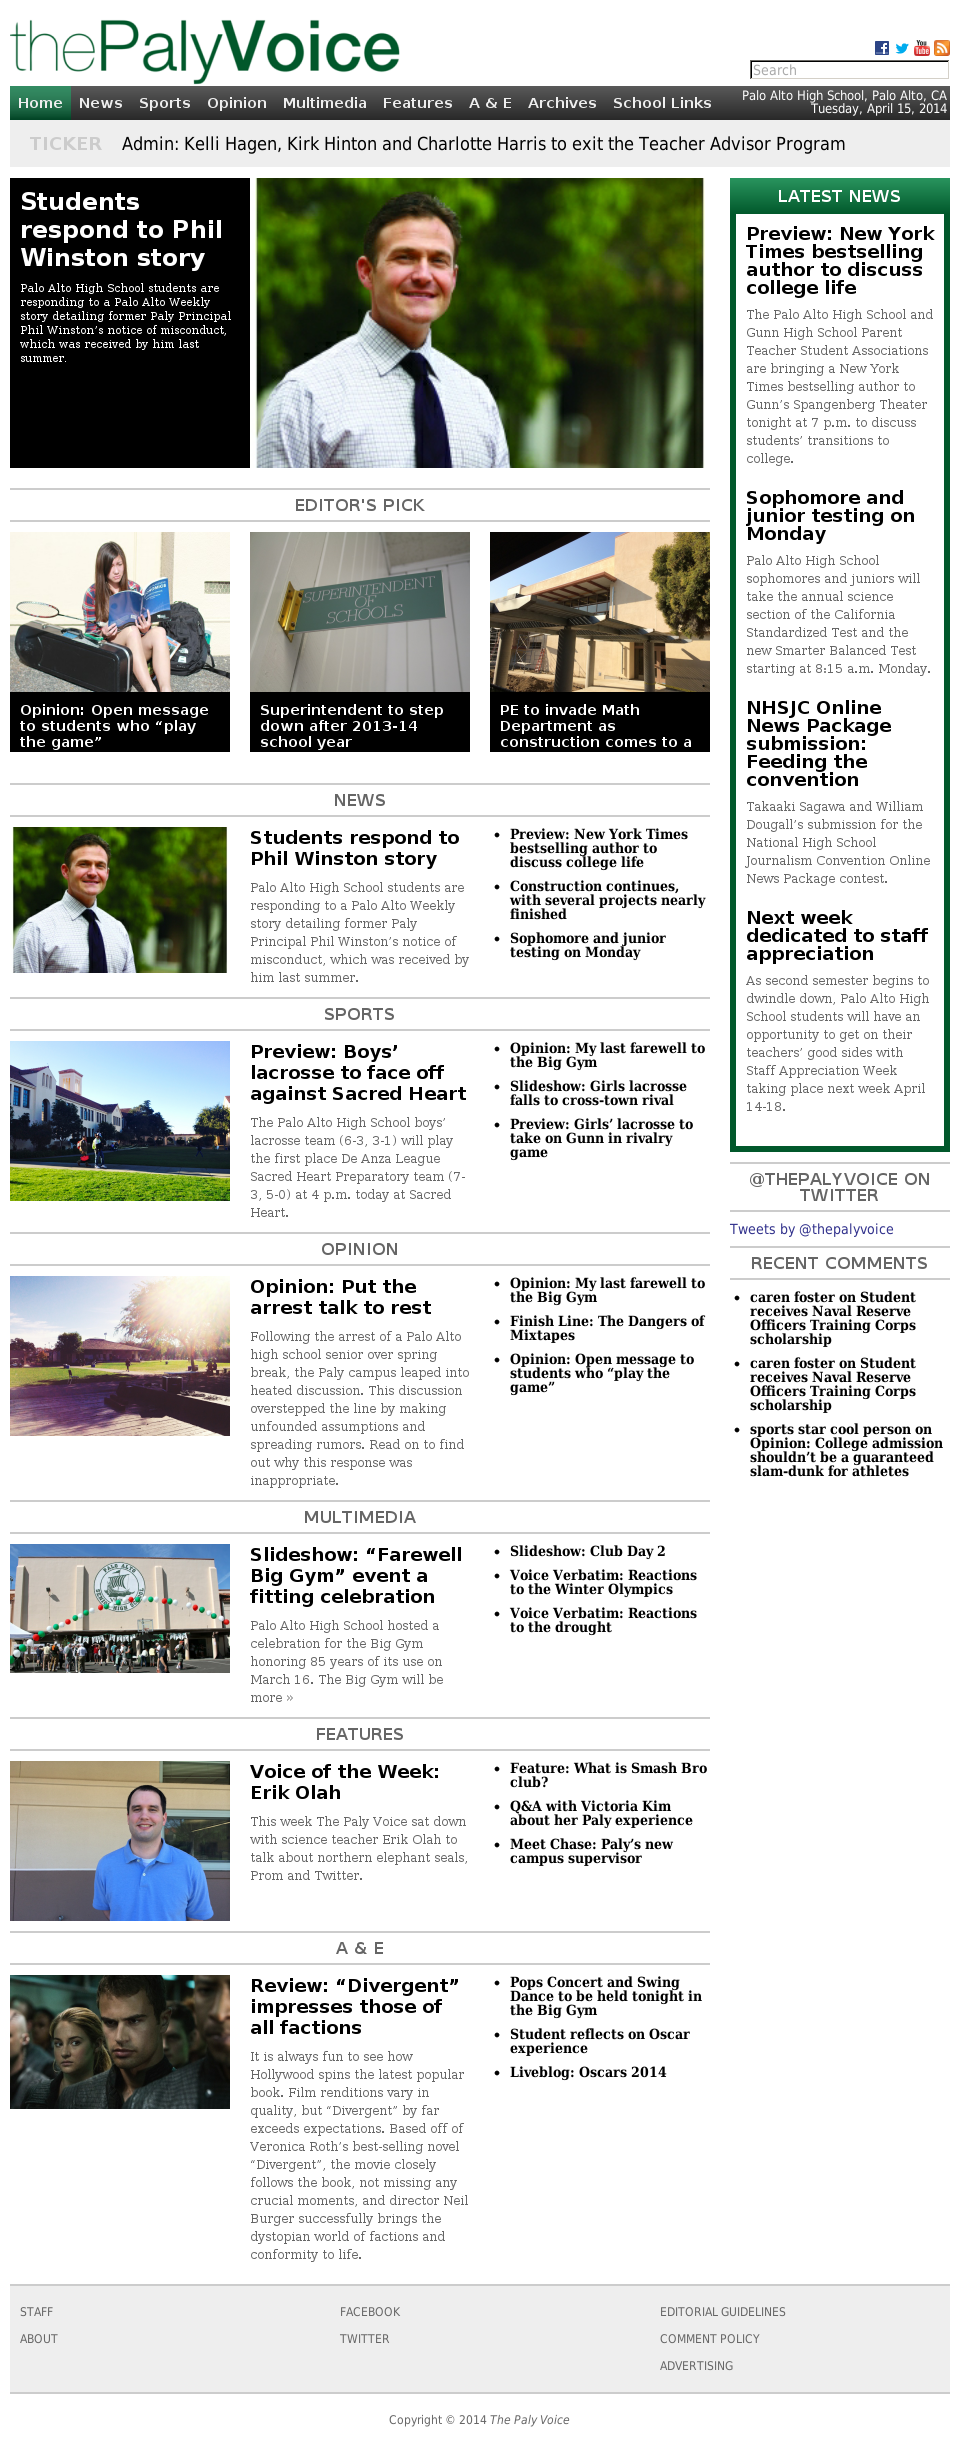 thePalyVoice
Search
Home News Sports Opinion Multimedia Features A & E Archives School Links
Palo Alto High School, Palo Alto, CA
Tuesday, April 15, 2014
TICKER Admin: Kelli Hagen, Kirk Hinton and Charlotte Harris to exit the Teacher Advisor Program
Students
respond to Phil
Winston story
Palo Alto High School students are
responding to a Palo Alto Weekly
story detailing former Paly Principal
Phil Winston’s notice of misconduct,
which was received by him last
summer.
EDITOR'S PICK
SUPERINTENDENT
OF
SCHOOLS
Opinion: Open message
to students who “play
the game”
Superintendent to step
down after 2013-14
school year
PE to invade Math
Department as
construction comes to a
NEWS
Students respond to
Phil Winston story
Palo Alto High School students are
responding to a Palo Alto Weekly
story detailing former Paly
Principal Phil Winston’s notice of
misconduct, which was received by
him last summer.
Preview: New York Times
bestselling author to
discuss college life
Construction continues,
with several projects nearly
finished
Sophomore and junior
testing on Monday
SPORTS
Preview: Boys’
lacrosse to face off
against Sacred Heart
The Palo Alto High School boys’
lacrosse team (6-3, 3-1) will play
the first place De Anza League
Sacred Heart Preparatory team (7-
3, 5-0) at 4 p.m. today at Sacred
Heart.
Opinion: My last farewell to
the Big Gym
Slideshow: Girls lacrosse
falls to cross-town rival
Preview: Girls’ lacrosse to
take on Gunn in rivalry
game
OPINION
Opinion: Put the
arrest talk to rest
Following the arrest of a Palo Alto
high school senior over spring
break, the Paly campus leaped into
heated discussion. This discussion
overstepped the line by making
unfounded assumptions and
spreading rumors. Read on to find
out why this response was
inappropriate.
Opinion: My last farewell to
the Big Gym
Finish Line: The Dangers of
Mixtapes
Opinion: Open message to
students who “play the
game”
MULTIMEDIA
PALO ALTO
SENIOR HIGH SCHOOL
Slideshow: “Farewell
Big Gym” event a
fitting celebration
Palo Alto High School hosted a
celebration for the Big Gym
honoring 85 years of its use on
March 16. The Big Gym will be
more »
Slideshow: Club Day 2
Voice Verbatim: Reactions
to the Winter Olympics
Voice Verbatim: Reactions
to the drought
FEATURES
Voice of the Week:
Erik Olah
This week The Paly Voice sat down
with science teacher Erik Olah to
talk about northern elephant seals,
Prom and Twitter.
Feature: What is Smash Bro
club?
Q&A with Victoria Kim
about her Paly experience
Meet Chase: Paly’s new
campus supervisor
A & E
Review: “Divergent”
impresses those of
all factions
It is always fun to see how
Hollywood spins the latest popular
book. Film renditions vary in
quality, but “Divergent” by far
exceeds expectations. Based off of
Veronica Roth’s best-selling novel
“Divergent”, the movie closely
follows the book, not missing any
crucial moments, and director Neil
Burger successfully brings the
dystopian world of factions and
conformity to life.
Pops Concert and Swing
Dance to be held tonight in
the Big Gym
Student reflects on Oscar
experience
Liveblog: Oscars 2014
LATEST NEWS
Preview: New York
Times bestselling
author to discuss
college life
The Palo Alto High School and
Gunn High School Parent
Teacher Student Associations
are bringing a New York
Times bestselling author to
Gunn’s Spangenberg Theater
tonight at 7 p.m. to discuss
students’ transitions to
college.
Sophomore and
junior testing on
Monday
Palo Alto High School
sophomores and juniors will
take the annual science
section of the California
Standardized Test and the
new Smarter Balanced Test
starting at 8:15 a.m. Monday.
NHSJC Online
News Package
submission:
Feeding the
convention
Takaaki Sagawa and William
Dougall’s submission for the
National High School
Journalism Convention Online
News Package contest.
Next week
dedicated to staff
appreciation
As second semester begins to
dwindle down, Palo Alto High
School students will have an
opportunity to get on their
teachers’ good sides with
Staff Appreciation Week
taking place next week April
14-18.
@THEPALYVOICE ON
TWITTER
Tweets by @thepalyvoice
RECENT COMMENTS
caren foster on Student
receives Naval Reserve
Officers Training Corps
scholarship
caren foster on Student
receives Naval Reserve
Officers Training Corps
scholarship
sports star cool person on
Opinion: College admission
shouldn’t be a guaranteed
slam-dunk for athletes
STAFF
ABOUT
FACEBOOK
TWITTER
EDITORIAL GUIDELINES
COMMENT POLICY
ADVERTISING
Copyright © 2014 The Paly Voice